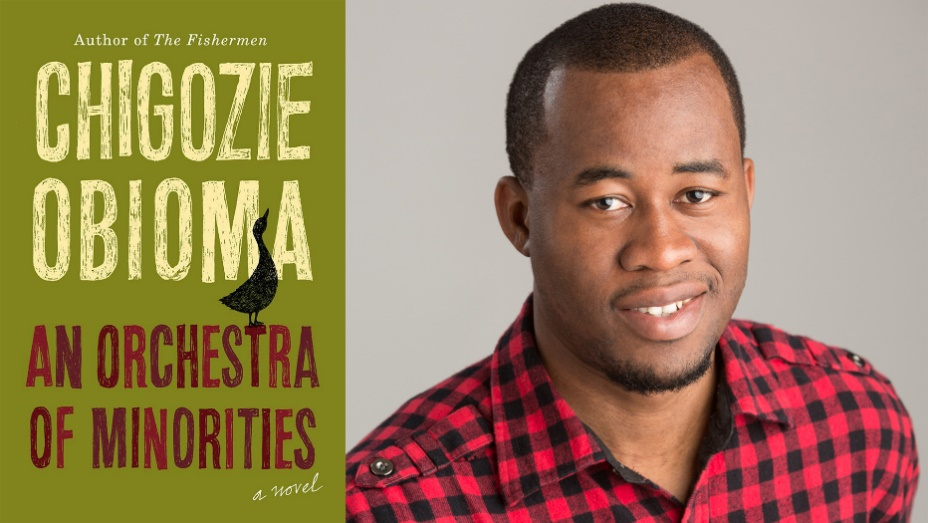 Author of The Fishermen
CHIGOZIE
OBIOMA
AN ORCHESTRA
OF MINORITIES
a novel